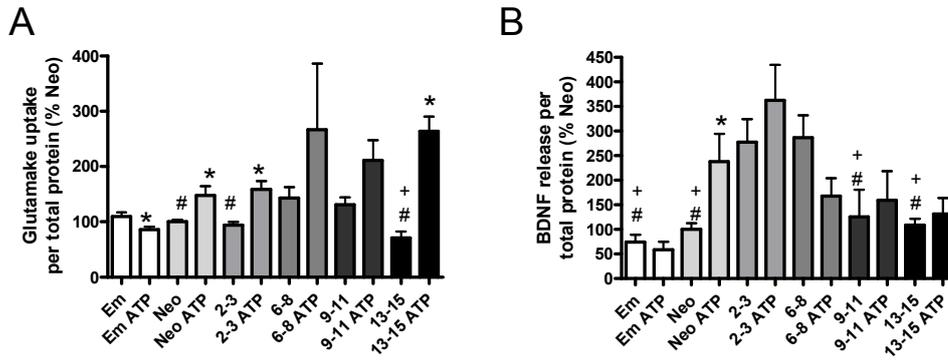 A
Glutamake uptake
per total protein (% Neo)
400
300
200
100
0
*
#
*
#
*
+
#
*
Em
Em ATP
Neo
Neo ATP
2-3
2-3 ATP
6-8
6-8 ATP
9-11
9-11 ATP
13-15
13-15 ATP
B
BDNF release per
total protein (% Neo)
450
400
350
300
250
200
150
100
50
0
+
#
+
#
*
+
#
+
#
Em
Em ATP
Neo
Neo ATP
2-3
2-3 ATP
6-8
6-8 ATP
9-11
9-11 ATP
13-15
13-15 ATP